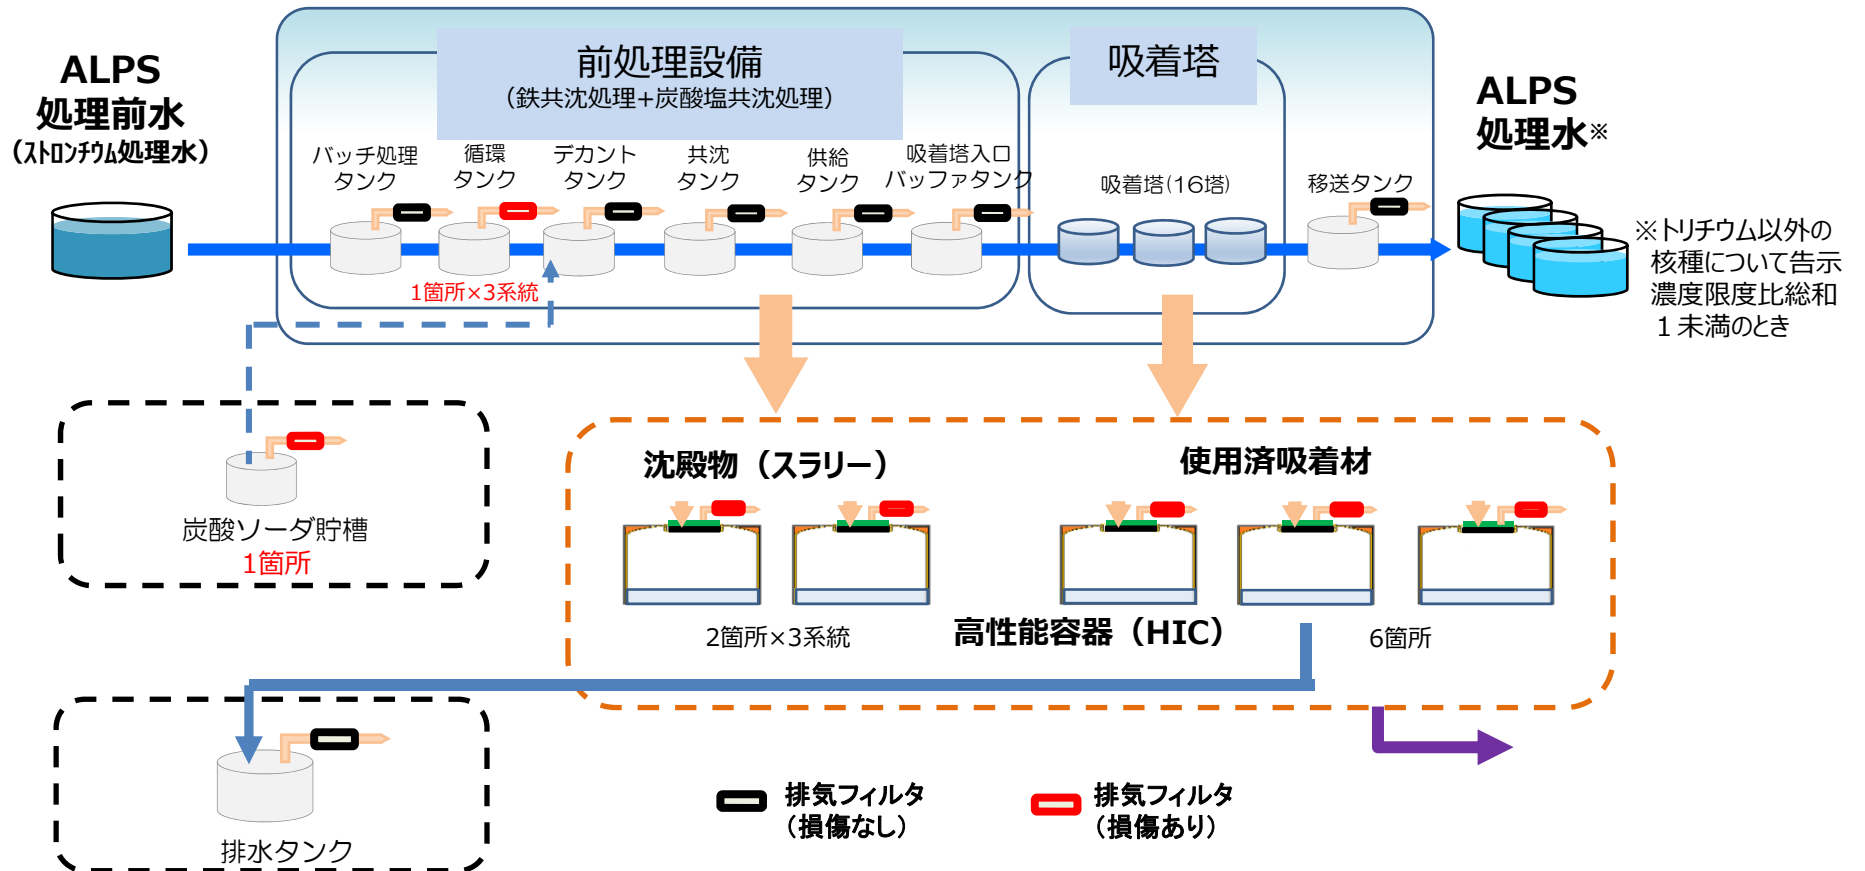 ALPS
処理前水
（ストロンチウム処理水）
前処理設備
（鉄共沈処理+炭酸塩共沈処理）
吸着塔
ALPS
処理水※
バッチ処理
タンク
循環
タンク
デカント
タンク
共沈
タンク
供給
タンク
吸着塔入口
バッファタンク
吸着塔(16塔)
移送タンク
1箇所×3系統
※トリチウム以外の
核種について告示
濃度限度比総和
１未満のとき
炭酸ソーダ貯槽
1箇所
沈殿物（スラリー）
使用済吸着材
2箇所×3系統
高性能容器（HIC）
6箇所
排水タンク
排気フィルタ
（損傷なし）
排気フィルタ
（損傷あり）